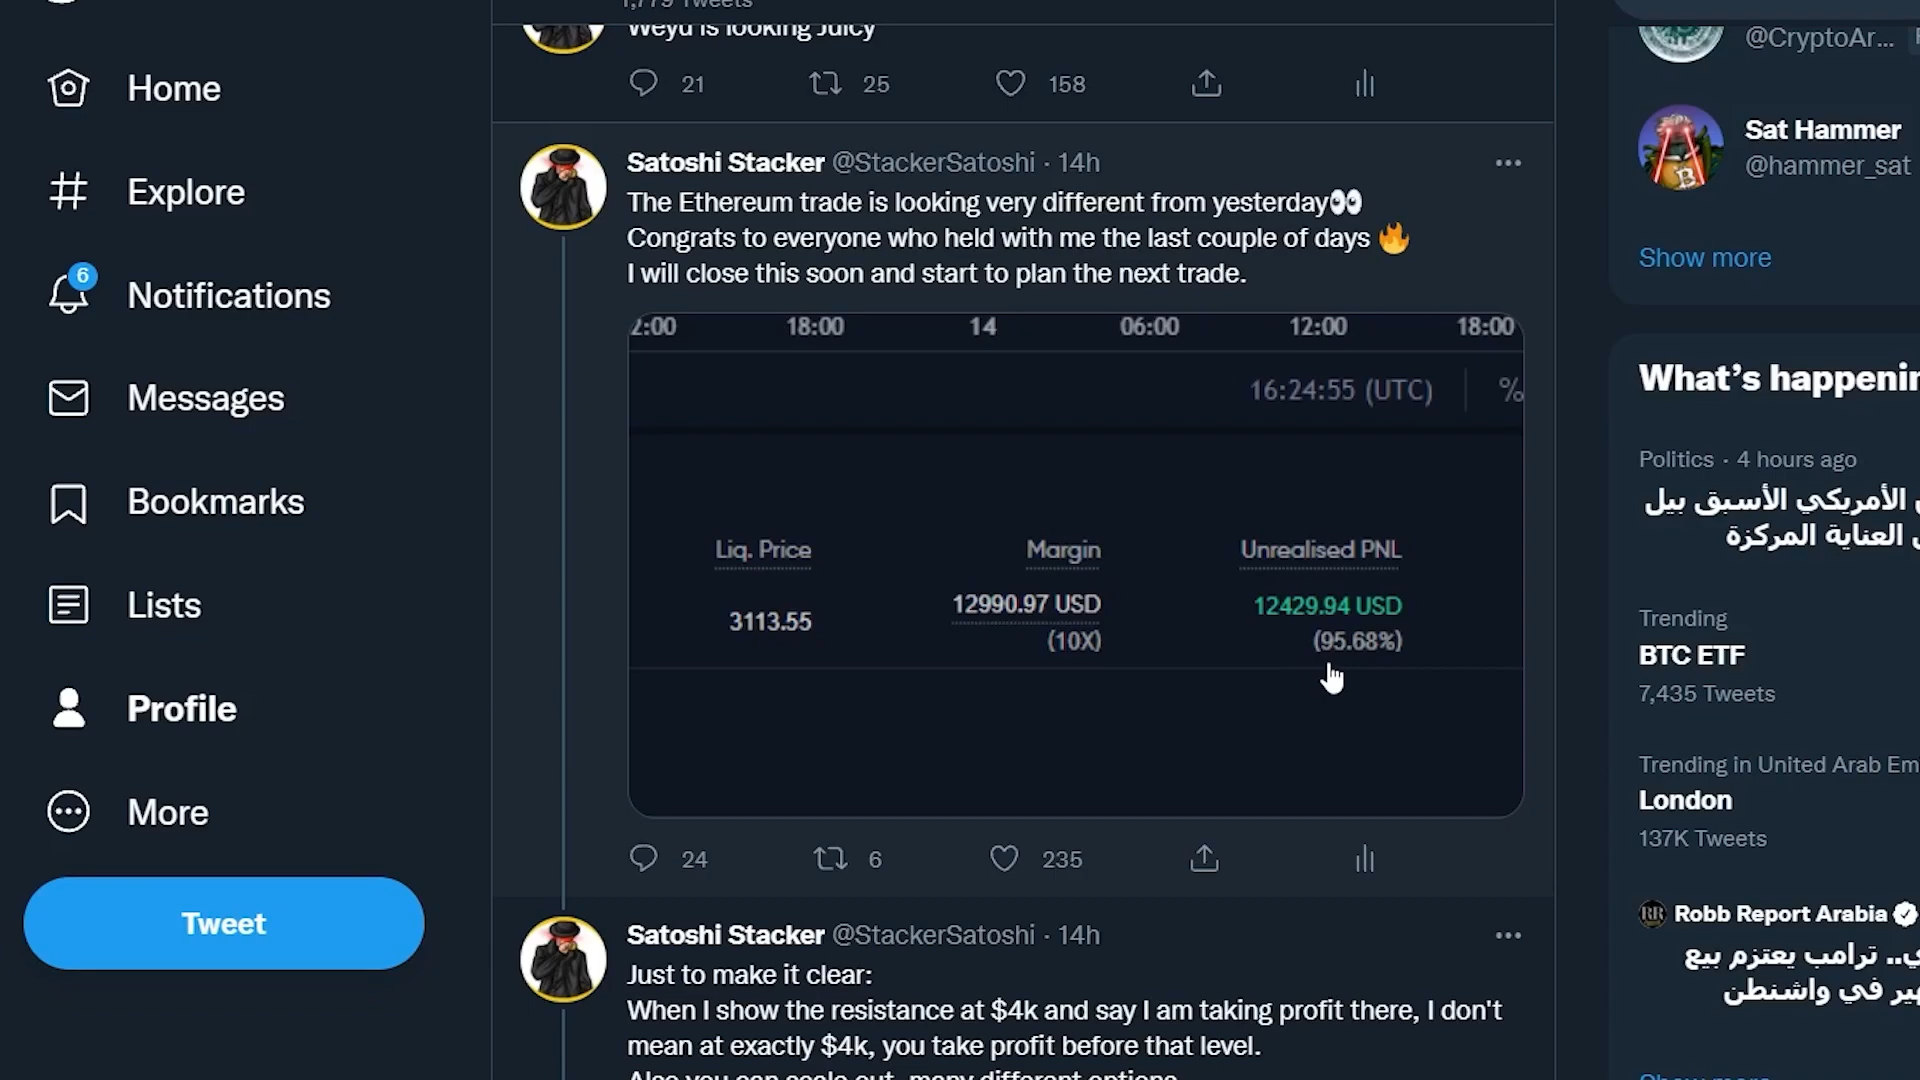 Home
Explore
6
Notifications
Messages
Bookmarks
Lists
Profile
More
Tweet
1,779 Tweets
Weyu is looking Juicy
21 25 158
Satoshi Stacker @StackerSatoshi · 14h
The Ethereum trade is looking very different from yesterday👀
Congrats to everyone who held with me the last couple of days 🔥
I will close this soon and start to plan the next trade.
2:00 18:00 14 06:00 12:00 18:00
16:24:55 (UTC) %
Liq. Price Margin Unrealised PNL
3113.55 12990.97 USD 12429.94 USD
(10X) (95.68%)
24 6 235
Satoshi Stacker @StackerSatoshi · 14h
Just to make it clear:
When I show the resistance at $4k and say I am taking profit there, I don't
mean at exactly $4k, you take profit before that level.
Also you can scale out, many different options
@CryptoAr...
Sat Hammer
@hammer_sat
Show more
What's happenin
Politics · 4 hours ago
الأمريكي الأسبق بيل
العناية المركزة
Trending
BTC ETF
7,435 Tweets
Trending in United Arab Em
London
137K Tweets
RR Robb Report Arabia
ي.. ترامب يعتزم بيع
في واشنطن
Show more